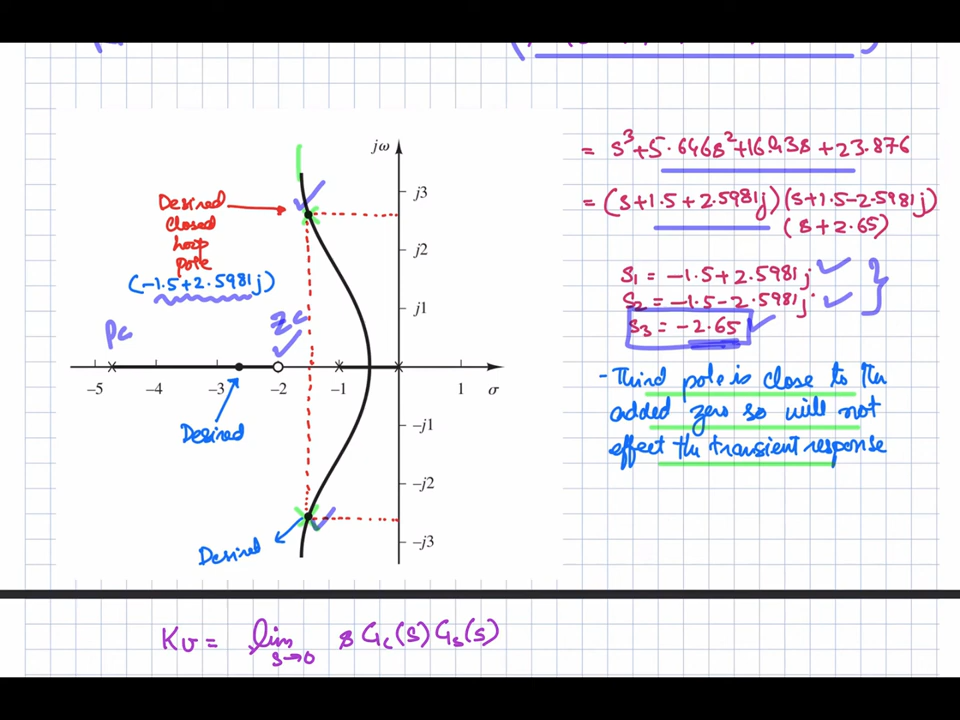 = s³+5.646s²+16.93s+23.876
= (s+1.5+2.5981j)(s+1.5-2.5981j)
(s+2.65)
s₁ = -1.5+2.5981j
s₂ = -1.5-2.5981j
s₃ = -2.65
- Third pole is close to the
added zero so will not
effect the transient response
jω
j3
j2
j1
-j1
-j2
-j3
Desired
closed
loop
pole
(-1.5+2.5981j)
Pc
Zc
-5 -4 -3 -2 -1 1 σ
Desired
Desired
Kv = lim s Gc(s) Gs(s)
s→0